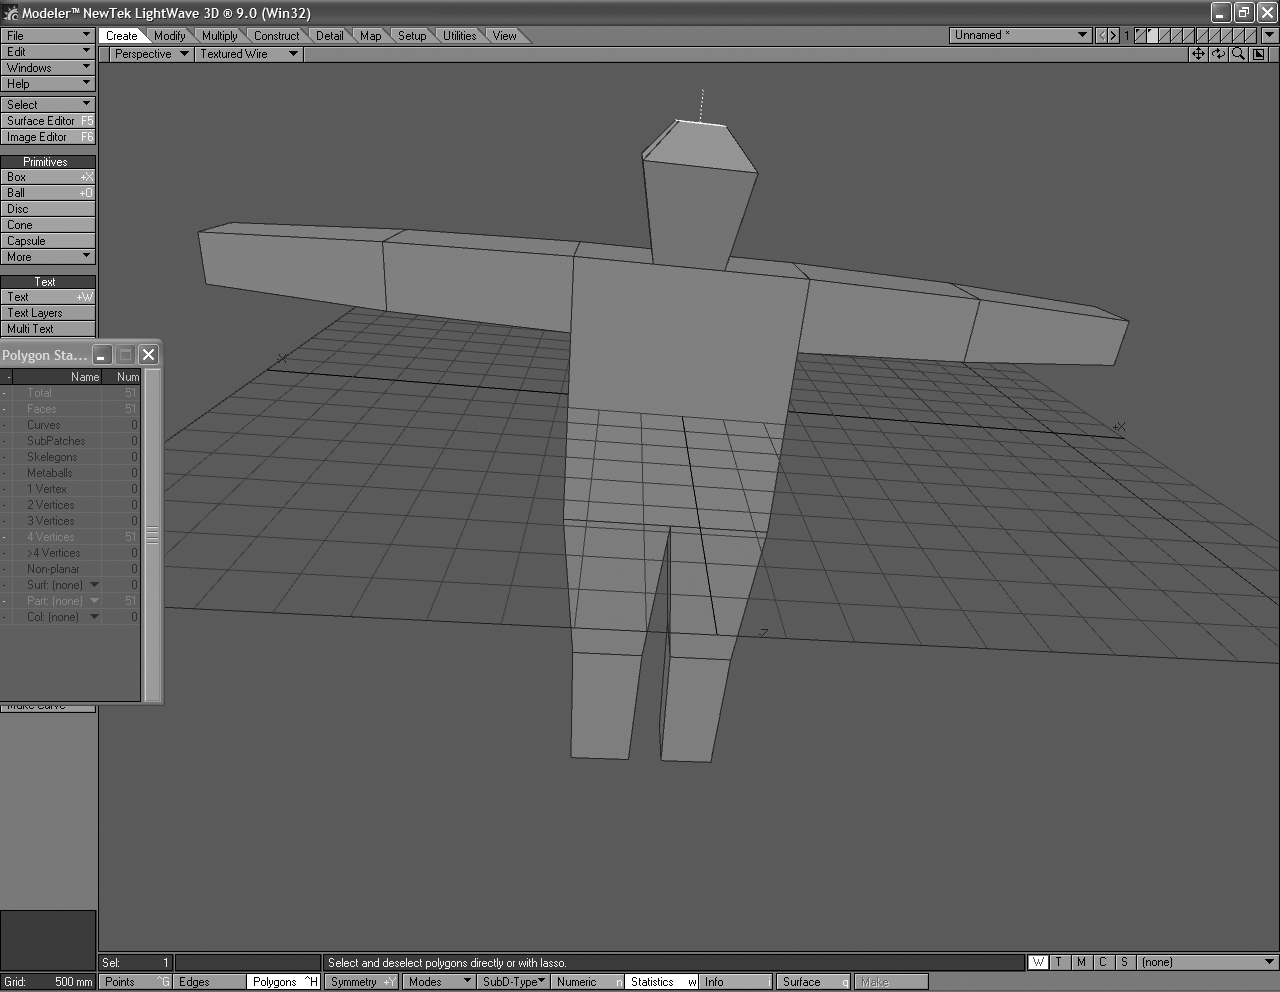 Modeler™ NewTek LightWave 3D ® 9.0 (Win32)
File
Edit
Windows
Help
Create Modify Multiply Construct Detail Map Setup Utilities View
Unnamed * 1
Perspective Textured Wire
Select
Surface Editor F5
Image Editor F6
Primitives
Box +X
Ball +O
Disc
Cone
Capsule
More
Text
Text +W
Text Layers
Multi Text
Polygon Sta...
- Name Num
- Total 51
- Faces 51
- Curves 0
- SubPatches 0
- Skelegons 0
- Metaballs 0
- 1 Vertex 0
- 2 Vertices 0
- 3 Vertices 0
- 4 Vertices 51
- >4 Vertices 0
- Non-planar 0
- Surf: (none) 0
- Part: (none) 51
- Col: (none) 0
Make Curve
X
+X
-Z
Sel: 1
Select and deselect polygons directly or with lasso.
W T M C S (none)
Grid: 500 mm
Points ^G Edges Polygons ^H Symmetry +Y Modes SubD-Type Numeric n Statistics w Info i Surface q Make